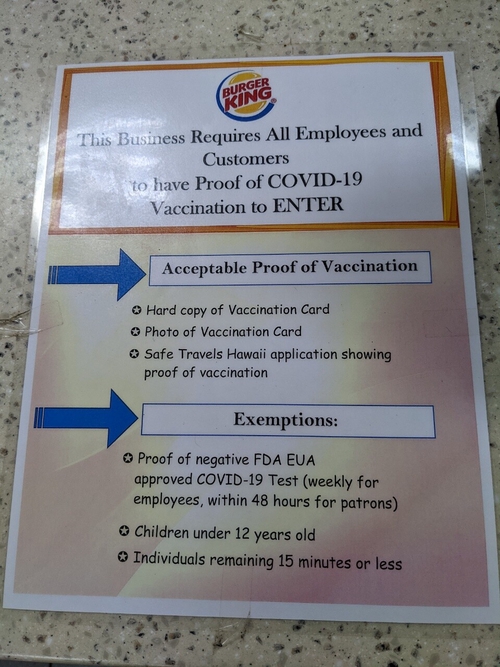 BURGER
KING
This Business Requires All Employees and
Customers
to have Proof of COVID-19
Vaccination to ENTER
Acceptable Proof of Vaccination
Hard copy of Vaccination Card
Photo of Vaccination Card
Safe Travels Hawaii application showing
proof of vaccination
Exemptions:
Proof of negative FDA EUA
approved COVID-19 Test (weekly for
employees, within 48 hours for patrons)
Children under 12 years old
Individuals remaining 15 minutes or less